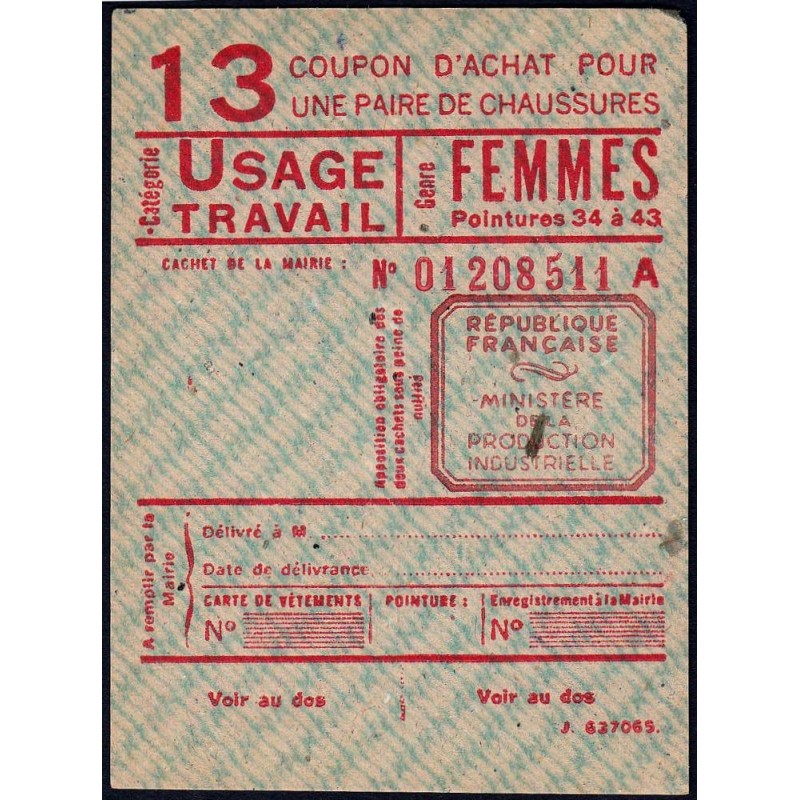 13 COUPON D'ACHAT POUR
UNE PAIRE DE CHAUSSURES
Catégorie
USAGE
TRAVAIL
Genre
FEMMES
Pointures 34 à 43
CACHET DE LA MAIRIE :
N° 01208511 A
Apposition obligatoire des
deux cachets sous peine de
nullité
RÉPUBLIQUE
FRANÇAISE
MINISTÈRE
DE LA
PRODUCTION
INDUSTRIELLE
A remplir par la
Mairie
Délivré à M
Date de délivrance
CARTE DE VÊTEMENTS
N°
POINTURE :
Enregistrement à la Mairie
N°
Voir au dos
Voir au dos
J. 637065.